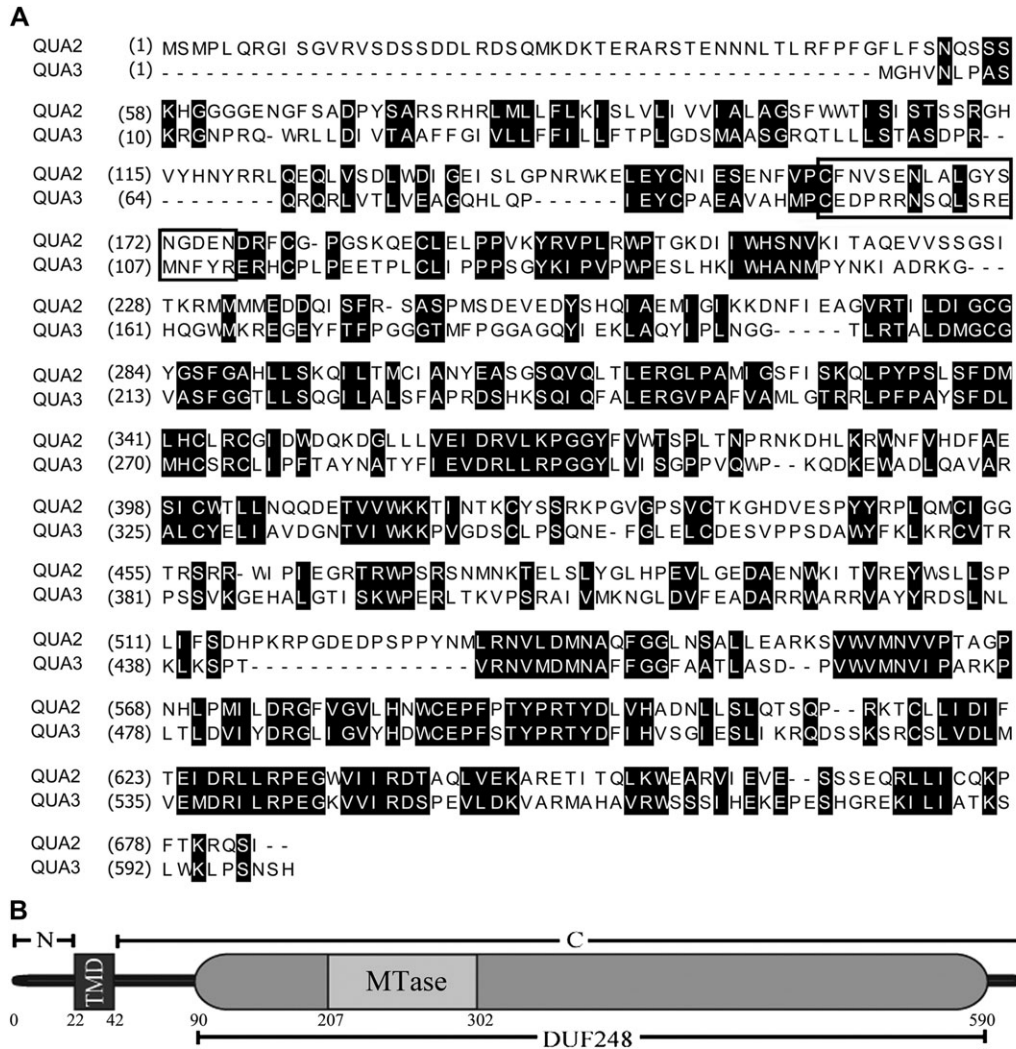 A
QUA2 (1) MSMPLQRGISGVRVSDSSDDLRDSQMKDKTERARSTENNNLTLRFPFGFLFSNQSSS
QUA3 (1) ------------------------------------------------MGHVNLPAS
QUA2 (58) KHGGGGENGFSADPYSARSRHRLMLLFLKISLVLIVVIALAGSFWWTISISTSSRGH
QUA3 (10) KRGNPRQ-WRLLDIVTAAFFGIVLLFFILLFTPLGDSMAASGRQTLLLSTASDPR--
QUA2 (115) VYHNYRRLQEQLVSDLWDIGEISLGPNRWKELEYCNIESENFVPCFNVSENLALGYS
QUA3 (64) --------QRQRLVTLVEAGQHLQP------IEYCPAEAVAHMPCEDPRRNSQLSRE
QUA2 (172) NGDENDRFCG-PGSKQECLELPPVKYRVPLRWPTGKDIIWHSNVKITAQEVVSSGSI
QUA3 (107) MNFYRERHCPLPEETPLCLIPPPSGYKIPVPWPESLHKIWHANMPYNKIADRKG---
QUA2 (228) TKRMMMMEDDQISFR-SASPMSDEVEDYSHQIAEMIGIKKDNFIEAGVRTILDIGCG
QUA3 (161) HQGWMKREGEYFTFPGGGTMFPGGAGQYIEKLAQYIPLNGG-----TLRTALDMGCG
QUA2 (284) YGSFGAHLLSKQILTMCIANYEASGSQVQLTLERGLPAMIGSFISKQLPYPSLSFDM
QUA3 (213) VASFGGTLLSQGILALSFAPRDSHKSQIQFALERGVPAFVAMLGTRRLPFPAYSFDL
QUA2 (341) LHCLRCGIDWDQKDGLLLVEIDRVLKPGGYFVWTSPLTNPRNKDHLKRWNFVHDFAE
QUA3 (270) MHCSRCLIPFTAYNATYFIEVDRLLRPGGYLVISGPPVQWP--KQDKEWADLQAVAR
QUA2 (398) SICWTLLNQQDETVVWKKTINTKCYSSRKPGVGPSVCTKGHDVESPYYRPLQMCIGG
QUA3 (325) ALCYELIAVDGNTVIWKKPVGDSCLPSQNE-FGLELCDESVPPSDAWYFKLKRCVTR
QUA2 (455) TRSRR-WIPIEGRTRWPSRSNMNKTELSLYGLHPEVLGEDAENWKITVREYWSLLSP
QUA3 (381) PSSVKGEHALGTISKWPERLTKVPSRAIVMKNGLDVFEADARRWARRVAYYRDSLNL
QUA2 (511) LIFSDHPKRPGDEDPSPPYNMLRNVLDMNAQFGGLNSALLEARKSVWVMNVVPTAGP
QUA3 (438) KLKSPT---------------VRNVMDMNAFFGGFAATLASD--PVWVMNVIPARKP
QUA2 (568) NHLPMILDRGFVGVLHNWCEPFPTYPRTYDLVHADNLLSLQTSQP--RKTCLLIDIF
QUA3 (478) LTLDVIYDRGLIGVYHDWCEPFSTYPRTYDFIHVSGIESLIKRQDSSKSRCSLVDLM
QUA2 (623) TEIDRLLRPEGWVIIRDTAQLVEKARETITQLKWEARVIEVE--SSSEQRLLICQKP
QUA3 (535) VEMDRILRPEGKVVIRDSPEVLDKVARMAHAVRWSSSIHEKEPESHGREKILIATKS
QUA2 (678) FTKRQSI--
QUA3 (592) LWKLPSNSH
B
N C
TMD MTase
0 22 42 90 207 302 590
DUF248